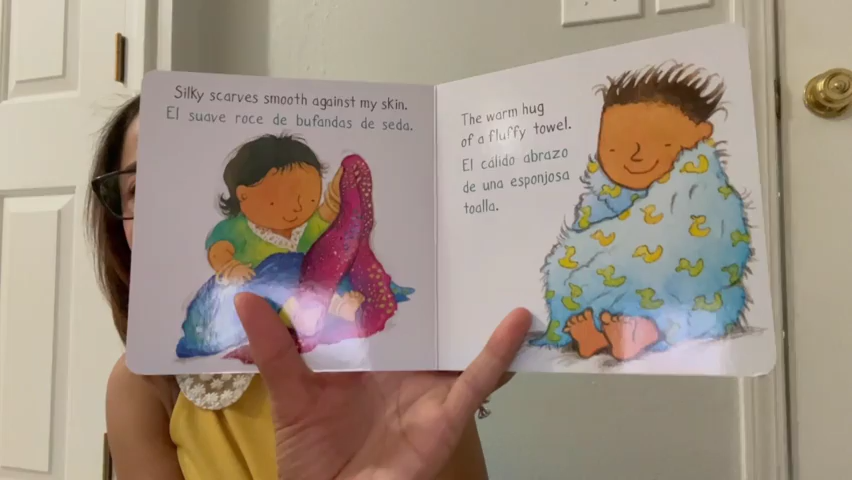 Silky scarves smooth against my skin.
El suave roce de bufandas de seda.
The warm hug
of a fluffy towel.
El cálido abrazo
de una esponjosa
toalla.